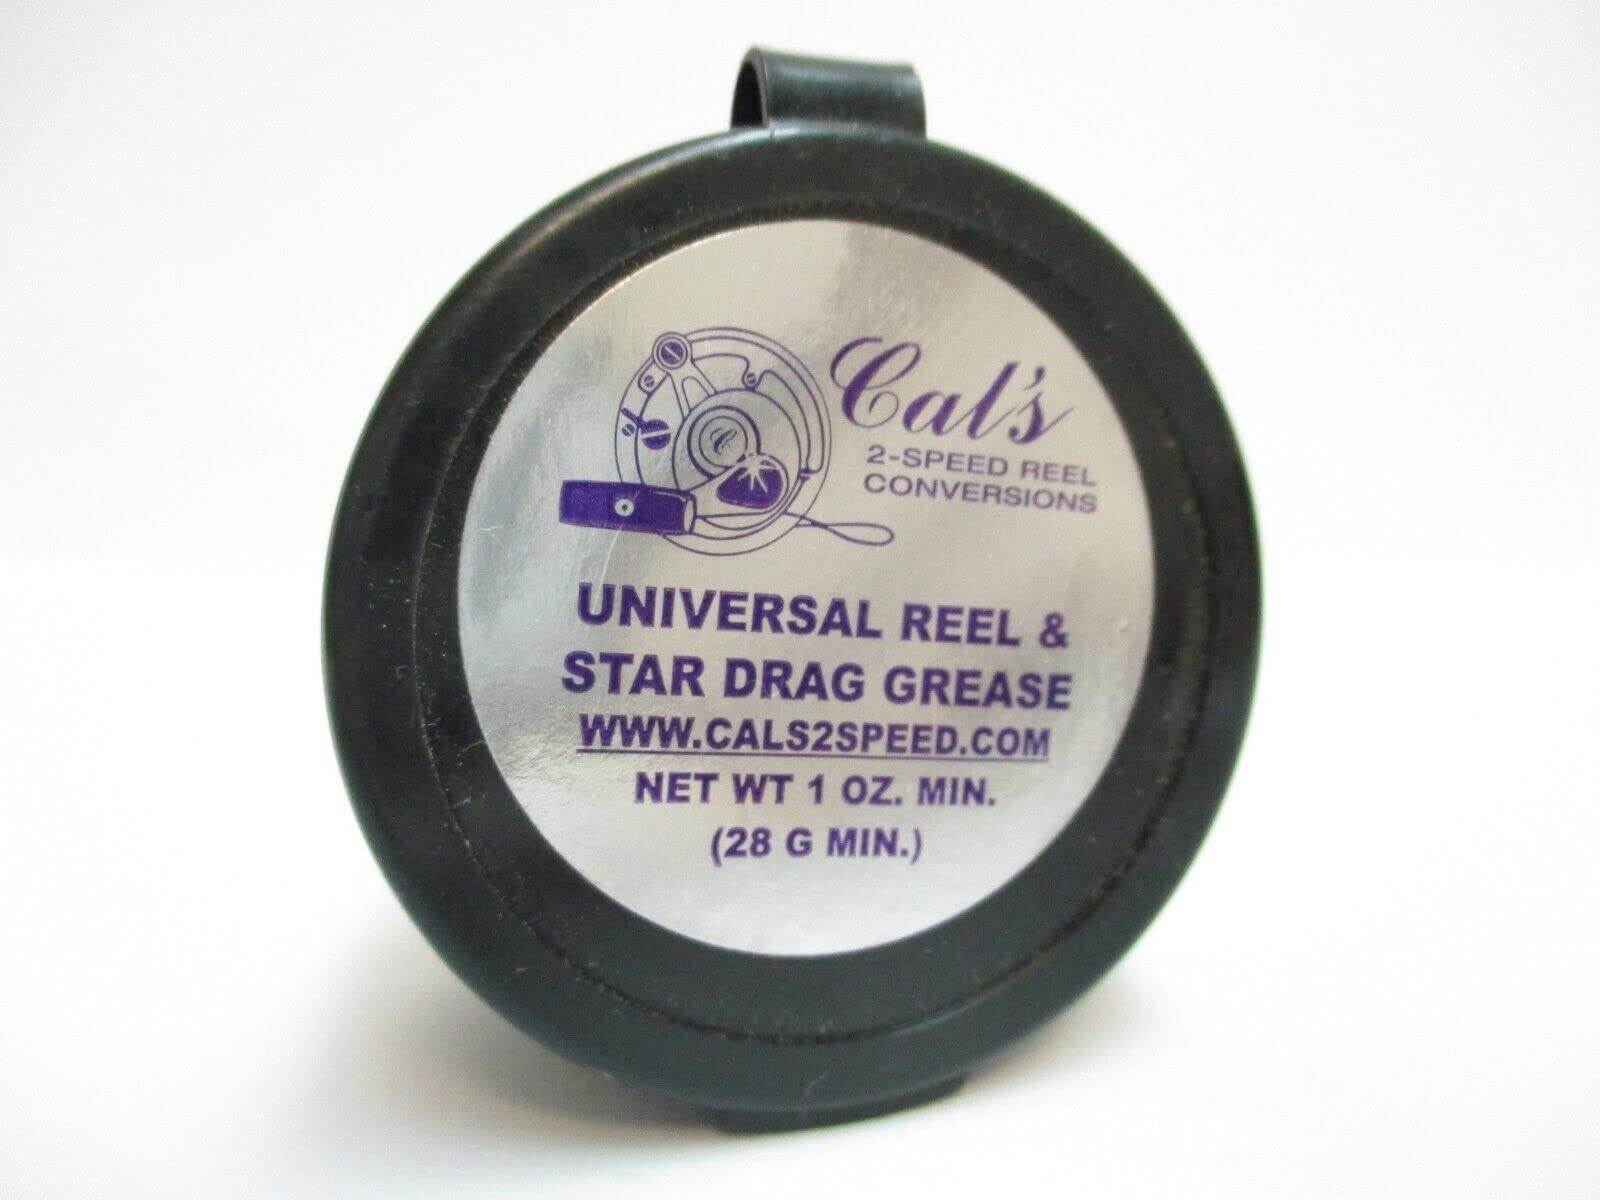 Cal's
2-SPEED REEL
CONVERSIONS
UNIVERSAL REEL &
STAR DRAG GREASE
WWW.CALS2SPEED.COM
NET WT 1 OZ. MIN.
(28 G MIN.)